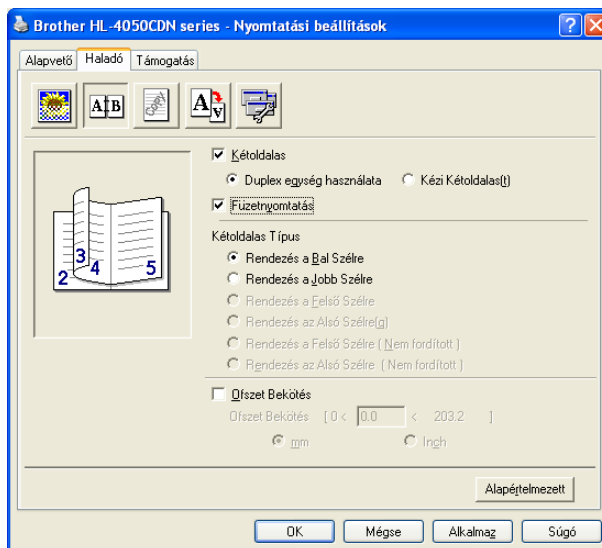 Brother HL-4050CDN series - Nyomtatási beállítások
Alapvető Haladó Támogatás
A B
A A
Kétoldalas
Duplex egység használata Kézi Kétoldalas(t)
Füzetnyomtatás
2 3 4 5
Kétoldalas Típus
Rendezés a Bal Szélre
Rendezés a Jobb Szélre
Rendezés a Felső Szélre
Rendezés az Alsó Szélre(g)
Rendezés a Felső Szélre ( Nem fordított )
Rendezés az Alsó Szélre ( Nem fordított )
Ofszet Bekötés
Ofszet Bekötés [ 0 < 0.0 < 203.2 ]
mm Inch
Alapértelmezett
OK Mégse Alkalmaz Súgó